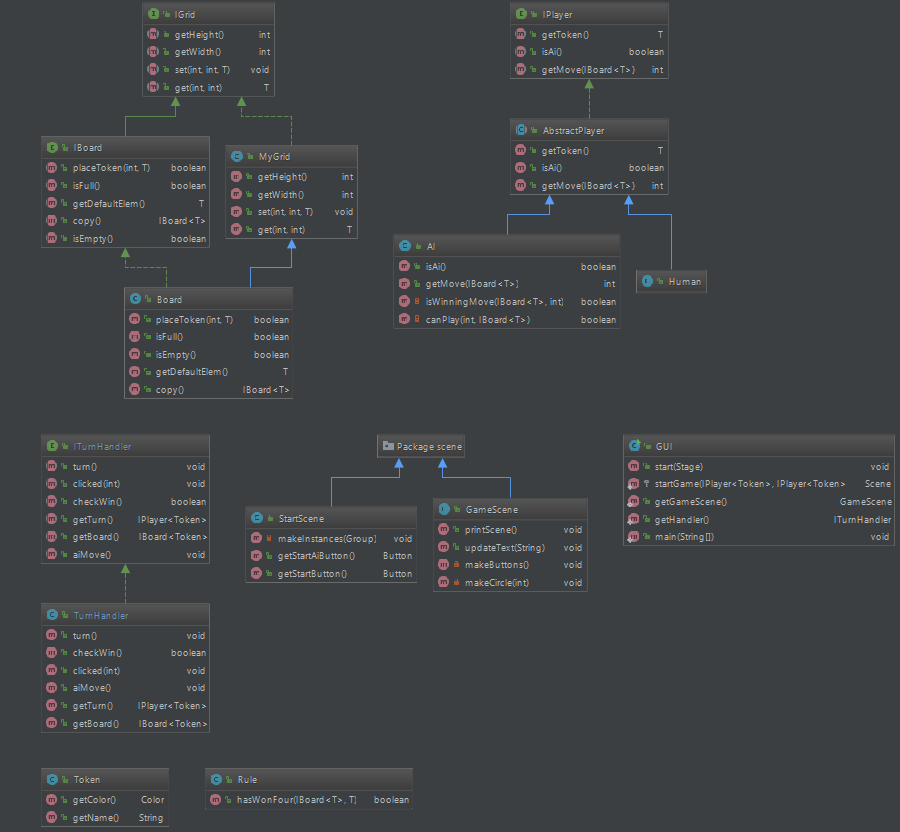 IGrid
getHeight() int
getWidth() int
set(int, int, T) void
get(int, int) T
IPlayer
getToken() T
isAi() boolean
getMove(IBoard<T>) int
IBoard
placeToken(int, T) boolean
isFull() boolean
getDefaultElem() T
copy() IBoard<T>
isEmpty() boolean
MyGrid
getHeight() int
getWidth() int
set(int, int, T) void
get(int, int) T
AbstractPlayer
getToken() T
isAi() boolean
getMove(IBoard<T>) int
AI
isAi() boolean
getMove(IBoard<T>) int
isWinningMove(IBoard<T>, int) boolean
canPlay(int, IBoard<T>) boolean
Human
Board
placeToken(int, T) boolean
isFull() boolean
isEmpty() boolean
getDefaultElem() T
copy() IBoard<T>
ITurnHandler
turn() void
clicked(int) void
checkWin() boolean
getTurn() IPlayer<Token>
getBoard() IBoard<Token>
aiMove() void
Package scene
GUI
start(Stage) void
startGame(IPlayer<Token>, IPlayer<Token>) Scene
getGameScene() GameScene
getHandler() ITurnHandler
main(String[]) void
StartScene
makeInstances(Group) void
getStartAiButton() Button
getStartButton() Button
GameScene
printScene() void
updateText(String) void
makeButtons() void
makeCircle(int) void
TurnHandler
turn() void
checkWin() boolean
clicked(int) void
aiMove() void
getTurn() IPlayer<Token>
getBoard() IBoard<Token>
Token
getColor() Color
getName() String
Rule
hasWonFour(IBoard<T>, T) boolean